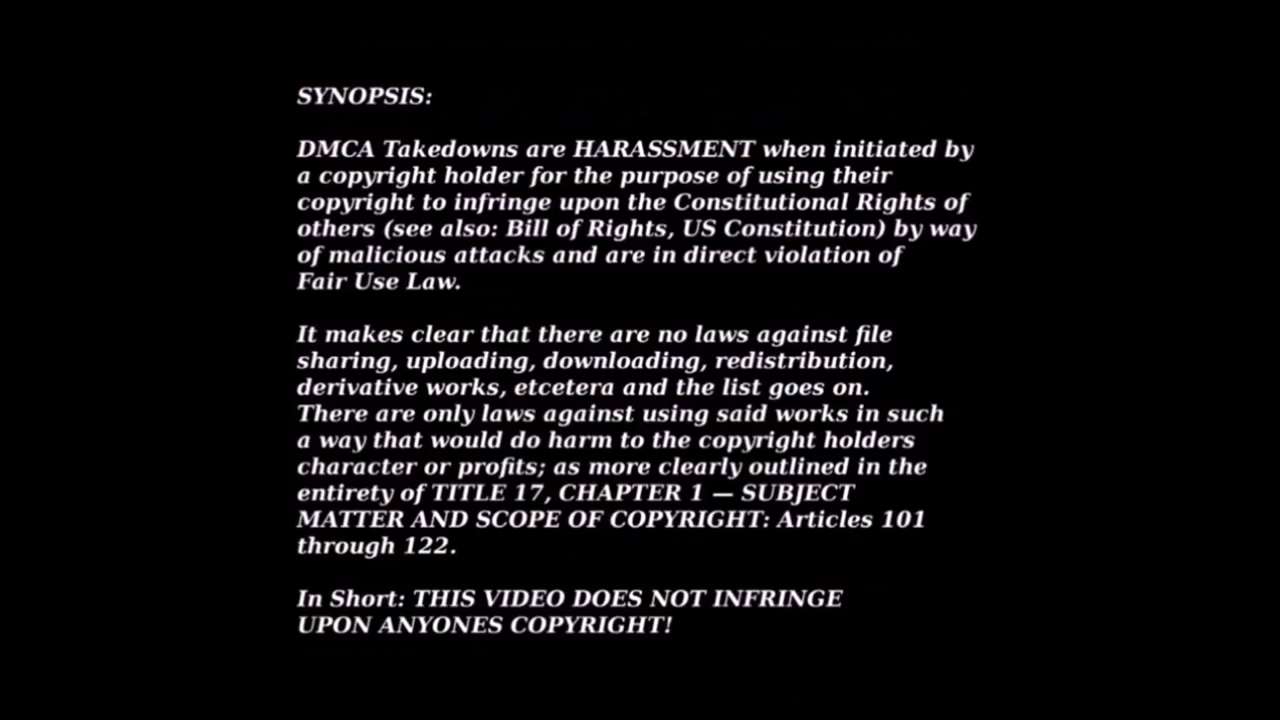 SYNOPSIS:
DMCA Takedowns are HARASSMENT when initiated by
a copyright holder for the purpose of using their
copyright to infringe upon the Constitutional Rights of
others (see also: Bill of Rights, US Constitution) by way
of malicious attacks and are in direct violation of
Fair Use Law.
It makes clear that there are no laws against file
sharing, uploading, downloading, redistribution,
derivative works, etcetera and the list goes on.
There are only laws against using said works in such
a way that would do harm to the copyright holders
character or profits; as more clearly outlined in the
entirety of TITLE 17, CHAPTER 1 — SUBJECT
MATTER AND SCOPE OF COPYRIGHT: Articles 101
through 122.
In Short: THIS VIDEO DOES NOT INFRINGE
UPON ANYONES COPYRIGHT!